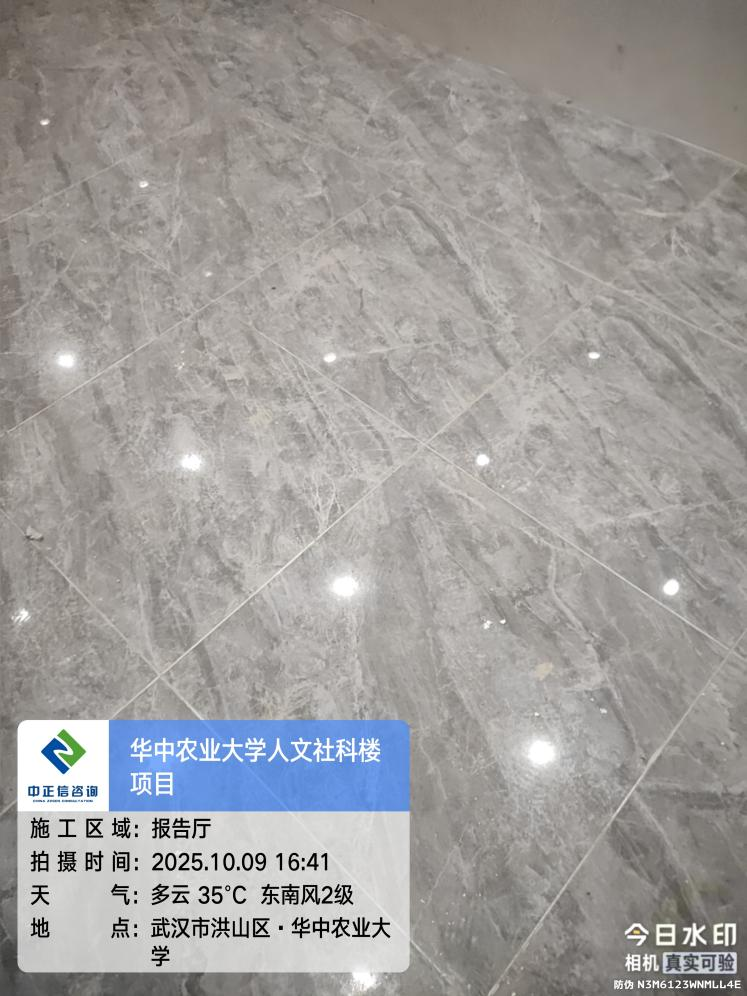 华中农业大学人文社科楼
项目
中正信咨询
CHINA ZOSEN CONSULTATION
施工区域：报告厅
拍摄时间：2025.10.09 16:41
天气：多云 35℃ 东南风2级
地点：武汉市洪山区·华中农业大
学
今日水印
相机 真实可验
防伪 N3M6123WNMLL4E